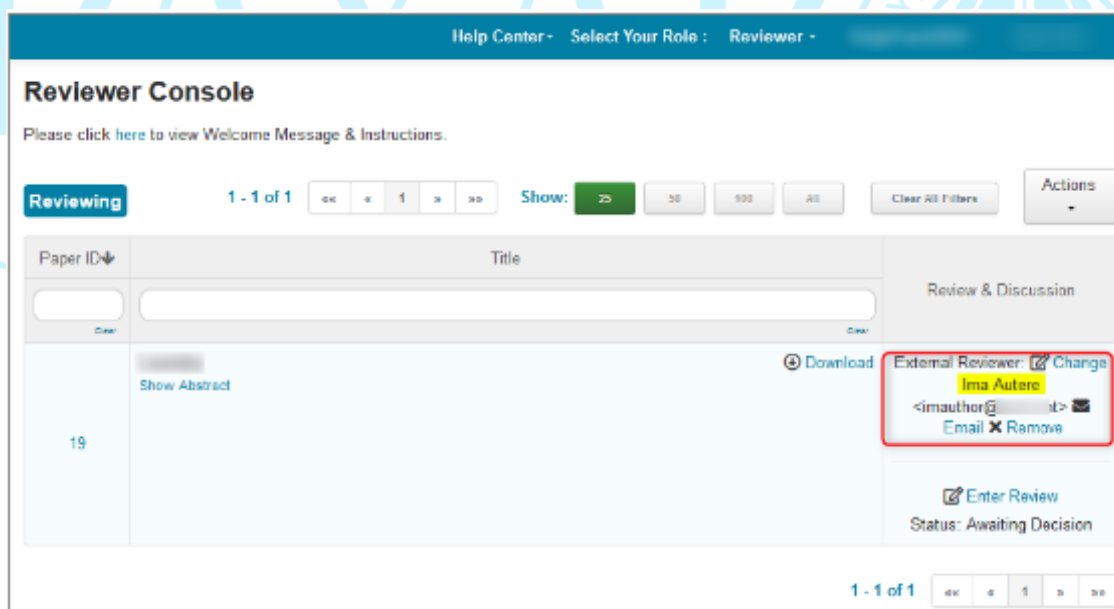 Help Center Select Your Role : Reviewer
Reviewer Console
Please click here to view Welcome Message & Instructions.
Reviewing 1 - 1 of 1 «« « 1 » »» Show: 25 50 100 All Clear All Filters Actions
Paper ID Title Review & Discussion
Clear Clear
Download External Reviewer: Change
Show Abstract Ima Autere
<imauthor@ t>
19 Email Remove
Enter Review
Status: Awaiting Decision
1 - 1 of 1 «« « 1 » »»